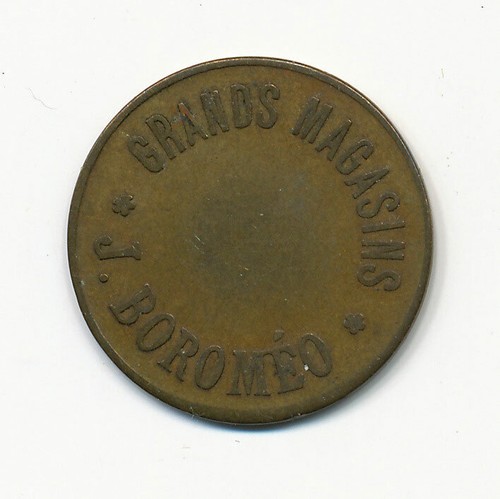 GRANDS MAGASINS
* J. BOROMÉO *